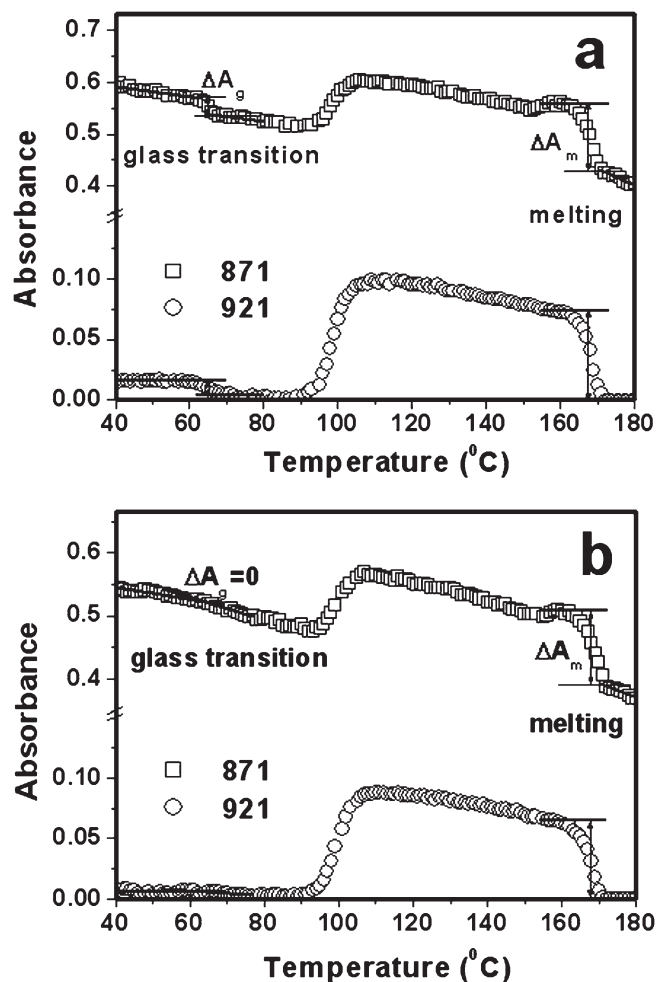 a
0.7
0.6
0.5
0.4
0.10
0.05
0.00
Absorbance
ΔA g
glass transition
ΔA m
melting
871
921
40 60 80 100 120 140 160 180
Temperature (⁰C)
b
0.6
0.5
0.4
0.10
0.05
0.00
Absorbance
ΔA g =0
glass transition
ΔA m
melting
871
921
40 60 80 100 120 140 160 180
Temperature (⁰C)